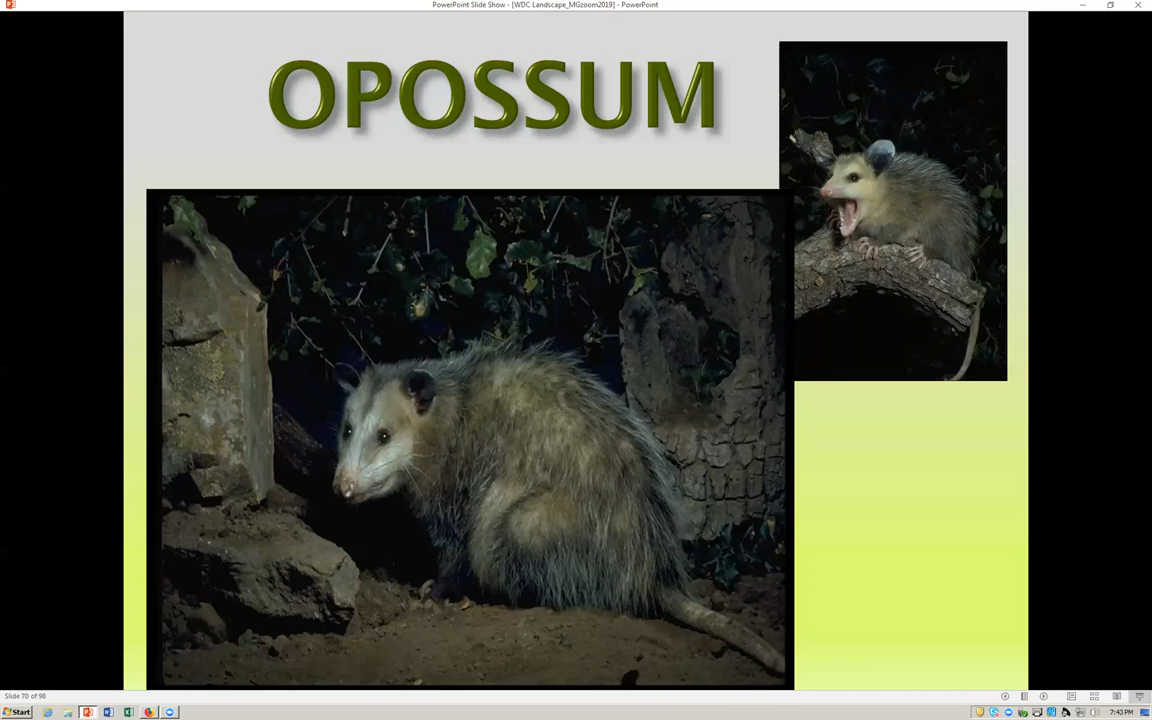 PowerPoint Slide Show - [WDC Landscape_MGzoom2019] - PowerPoint
OPOSSUM
Slide 70 of 98
Start
7:43 PM